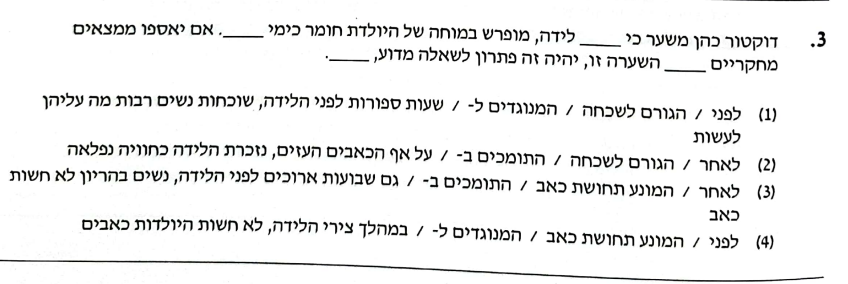 3. דוקטור כהן משער כי _____ לידה, מופרש במוחה של היולדת חומר כימי _____. אם יאספו ממצאים
מחקריים _____ השערה זו, יהיה זה פתרון לשאלה מדוע, _____.
(1) לפני / הגורם לשכחה / המנוגדים ל- / שעות ספורות לפני הלידה, שוכחות נשים רבות מה עליהן
לעשות
(2) לאחר / הגורם לשכחה / התומכים ב- / על אף הכאבים העזים, נזכרת הלידה כחוויה נפלאה
(3) לאחר / המונע תחושת כאב / התומכים ב- / גם שבועות ארוכים לפני הלידה, נשים בהריון לא חשות
כאב
(4) לפני / המונע תחושת כאב / המנוגדים ל- / במהלך צירי הלידה, לא חשות היולדות כאבים